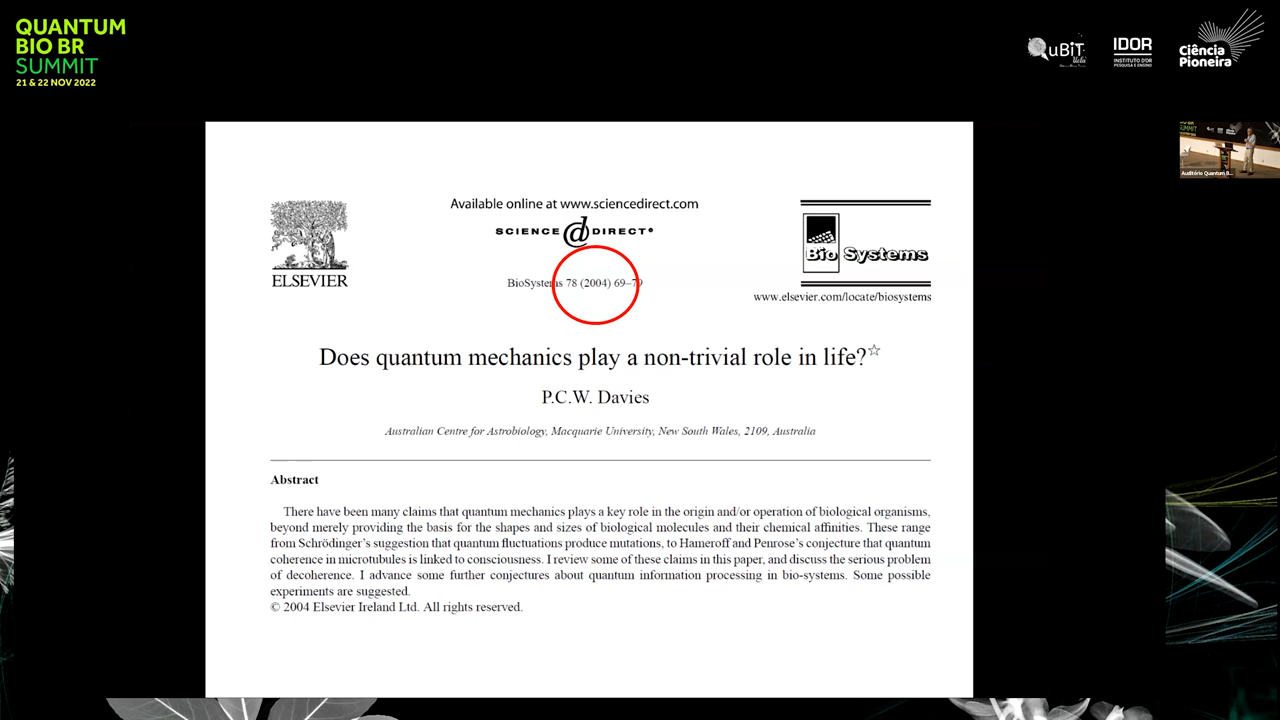 QUANTUM
BIO BR
SUMMIT
21 & 22 NOV 2022
QuBiT
IDOR
INSTITUTO D'OR
PESQUISA E ENSINO
Ciência
Pioneira
Auditório Quantum B...
Available online at www.sciencedirect.com
SCIENCE @ DIRECT®
ELSEVIER
BioSystems 78 (2004) 69–79
Bio Systems
www.elsevier.com/locate/biosystems
Does quantum mechanics play a non-trivial role in life?☆
P.C.W. Davies
Australian Centre for Astrobiology, Macquarie University, New South Wales, 2109, Australia
Abstract
There have been many claims that quantum mechanics plays a key role in the origin and/or operation of biological organisms,
beyond merely providing the basis for the shapes and sizes of biological molecules and their chemical affinities. These range
from Schrödinger's suggestion that quantum fluctuations produce mutations, to Hameroff and Penrose's conjecture that quantum
coherence in microtubules is linked to consciousness. I review some of these claims in this paper, and discuss the serious problem
of decoherence. I advance some further conjectures about quantum information processing in bio-systems. Some possible
experiments are suggested.
© 2004 Elsevier Ireland Ltd. All rights reserved.